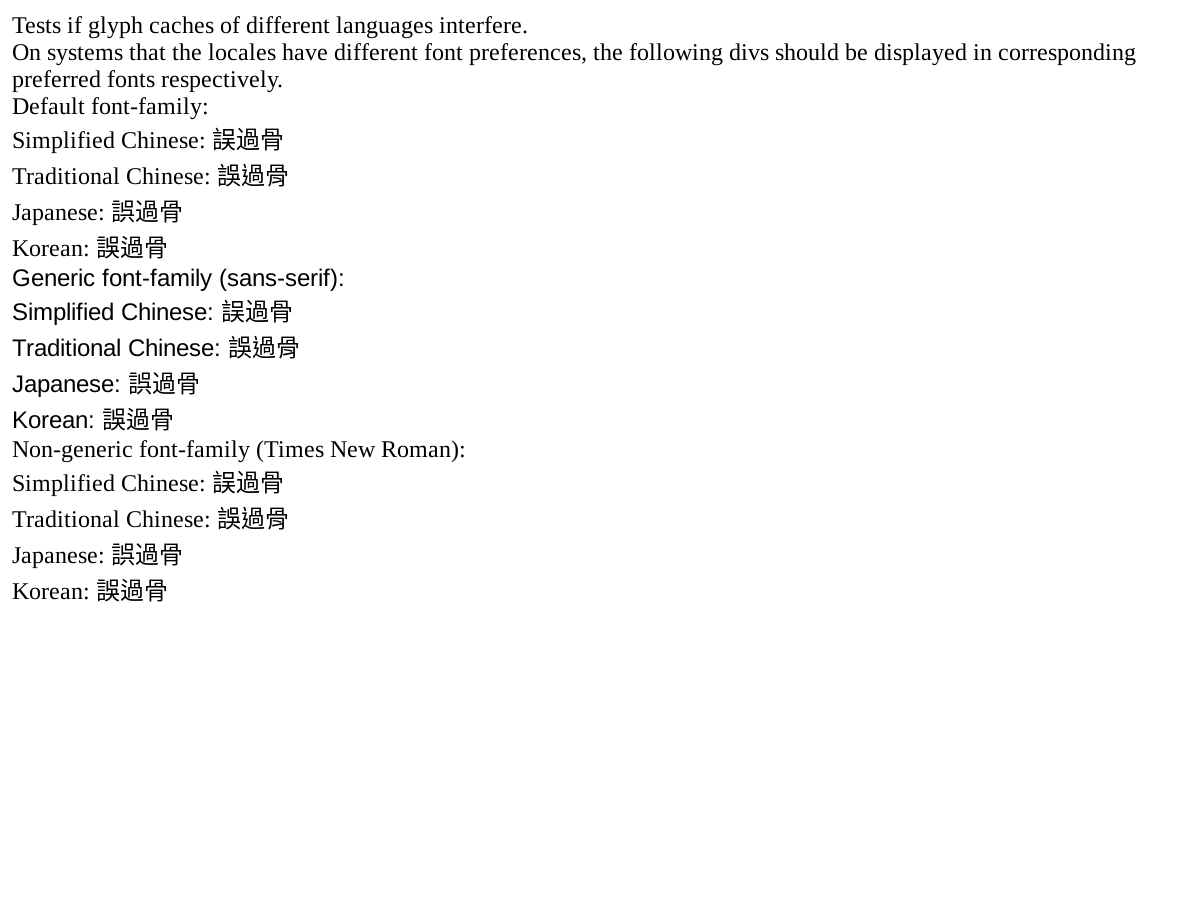 Tests if glyph caches of different languages interfere.
On systems that the locales have different font preferences, the following divs should be displayed in corresponding
preferred fonts respectively.
Default font-family:
Simplified Chinese: 誤過骨
Traditional Chinese: 誤過骨
Japanese: 誤過骨
Korean: 誤過骨
Generic font-family (sans-serif):
Simplified Chinese: 誤過骨
Traditional Chinese: 誤過骨
Japanese: 誤過骨
Korean: 誤過骨
Non-generic font-family (Times New Roman):
Simplified Chinese: 誤過骨
Traditional Chinese: 誤過骨
Japanese: 誤過骨
Korean: 誤過骨